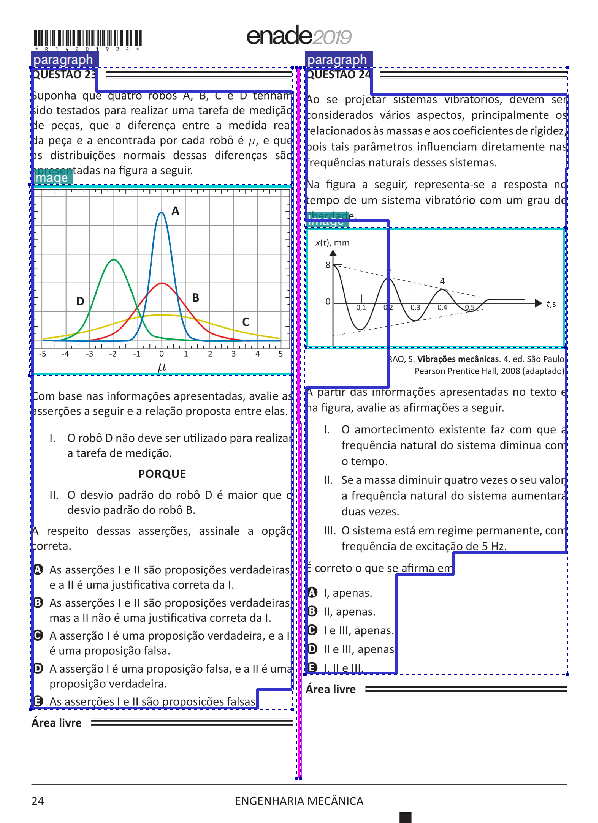 *R1420192 4*
enade2019
paragraph
QUESTÃO 23
Suponha que quatro robôs A, B, C e D tenham
sido testados para realizar uma tarefa de medição
de peças, que a diferença entre a medida real
da peça e a encontrada por cada robô é μ, e que
as distribuições normais dessas diferenças são
apresentadas na figura a seguir.
image
A
B
C
D
-5 -4 -3 -2 -1 0 1 2 3 4 5
μ
Com base nas informações apresentadas, avalie as
asserções a seguir e a relação proposta entre elas.
I. O robô D não deve ser utilizado para realizar
a tarefa de medição.
PORQUE
II. O desvio padrão do robô D é maior que o
desvio padrão do robô B.
A respeito dessas asserções, assinale a opção
correta.
A As asserções I e II são proposições verdadeiras,
e a II é uma justificativa correta da I.
B As asserções I e II são proposições verdadeiras,
mas a II não é uma justificativa correta da I.
C A asserção I é uma proposição verdadeira, e a II
é uma proposição falsa.
D A asserção I é uma proposição falsa, e a II é uma
proposição verdadeira.
E As asserções I e II são proposições falsas.
Área livre
paragraph
QUESTÃO 24
Ao se projetar sistemas vibratórios, devem ser
considerados vários aspectos, principalmente os
relacionados às massas e aos coeficientes de rigidez,
pois tais parâmetros influenciam diretamente nas
frequências naturais desses sistemas.
Na figura a seguir, representa-se a resposta no
tempo de um sistema vibratório com um grau de
liberdade.
image
x(t), mm
8
4
0
0,1 0,2 0,3 0,4 0,5
t,s
RAO, S. Vibrações mecânicas. 4. ed. São Paulo:
Pearson Prentice Hall, 2008 (adaptado).
A partir das informações apresentadas no texto e
na figura, avalie as afirmações a seguir.
I. O amortecimento existente faz com que a
frequência natural do sistema diminua com
o tempo.
II. Se a massa diminuir quatro vezes o seu valor,
a frequência natural do sistema aumentará
duas vezes.
III. O sistema está em regime permanente, com
frequência de excitação de 5 Hz.
É correto o que se afirma em
A I, apenas.
B II, apenas.
C I e III, apenas.
D II e III, apenas.
E I, II e III.
Área livre
24
ENGENHARIA MECÂNICA